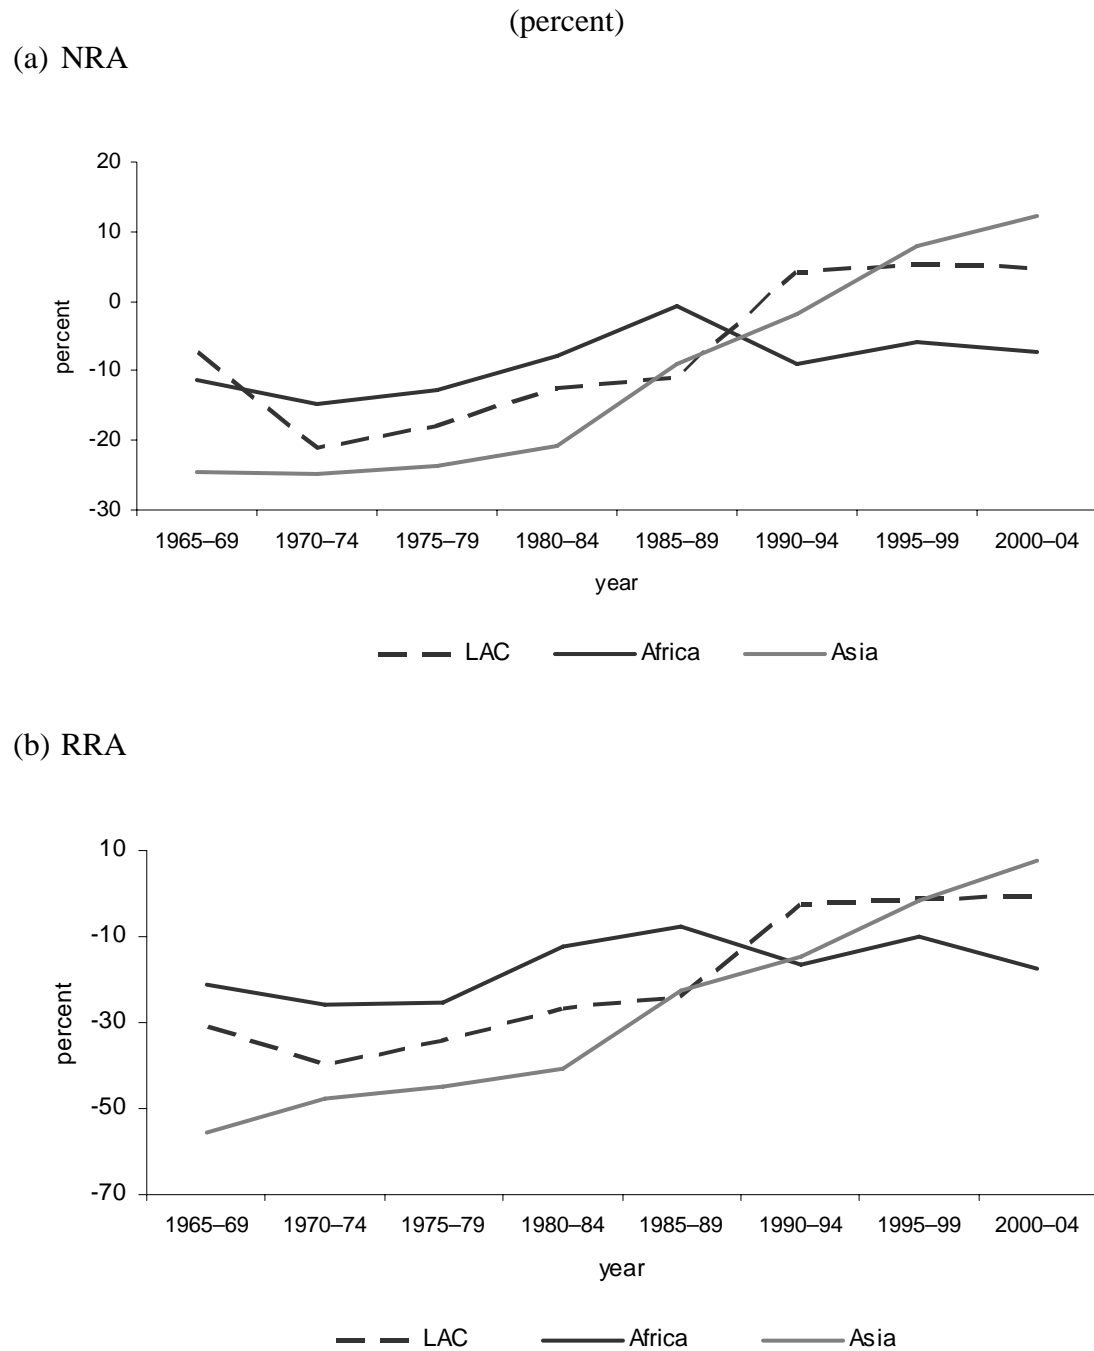 (percent)
(a) NRA
20
10
0
-10
-20
-30
percent
1965–69 1970–74 1975–79 1980–84 1985–89 1990–94 1995–99 2000–04
year
LAC Africa Asia
(b) RRA
10
-10
-30
-50
-70
percent
1965–69 1970–74 1975–79 1980–84 1985–89 1990–94 1995–99 2000–04
year
LAC Africa Asia